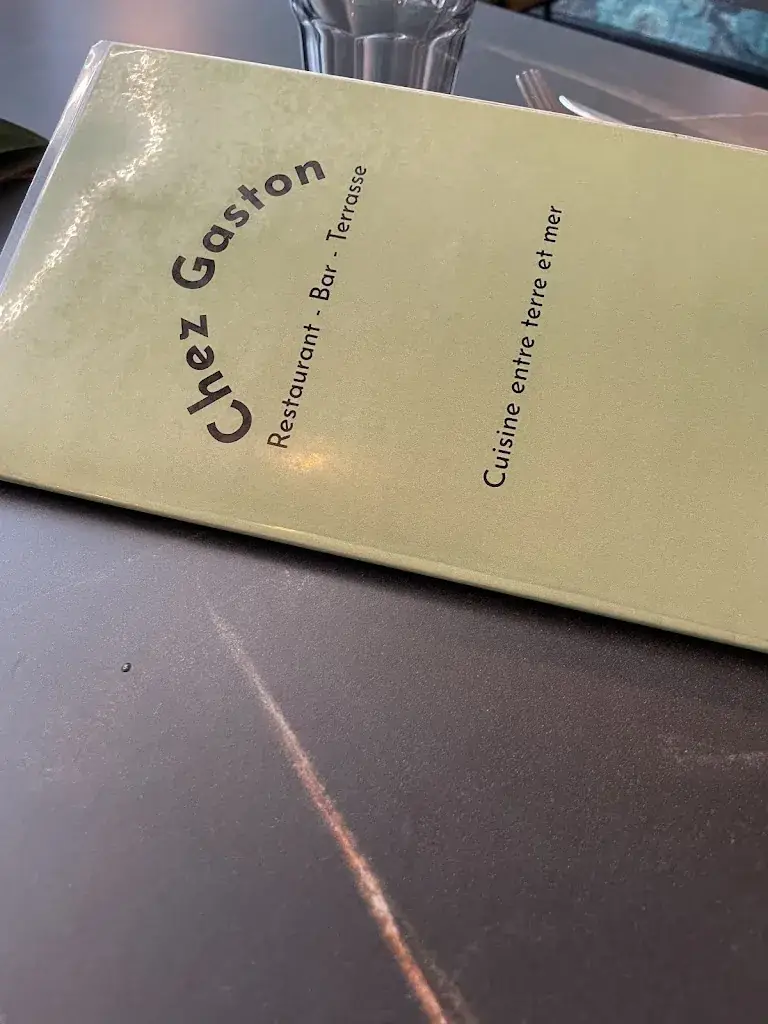 Chez Gaston
Restaurant - Bar - Terrasse
Cuisine entre terre et mer